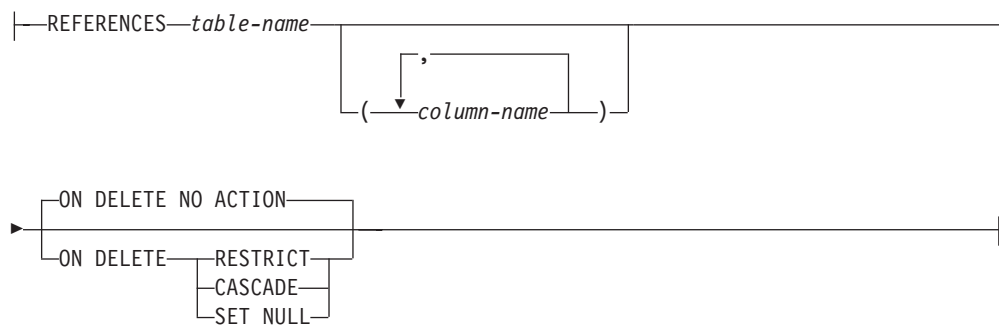 REFERENCES table-name
,
( column-name )
ON DELETE NO ACTION
ON DELETE RESTRICT
CASCADE
SET NULL